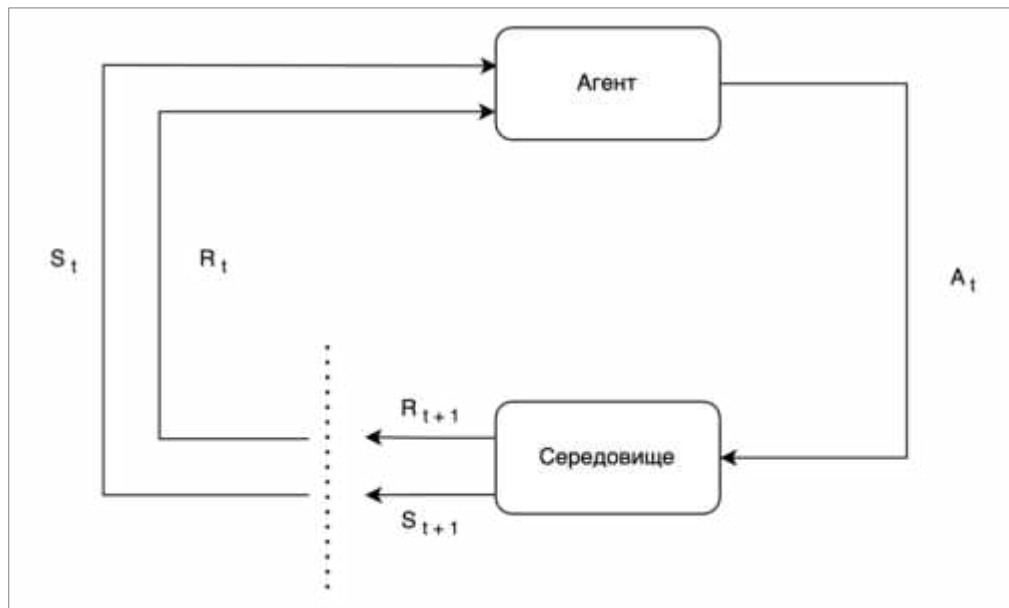 Агент
S t
R t
A t
R t + 1
Середовище
S t + 1